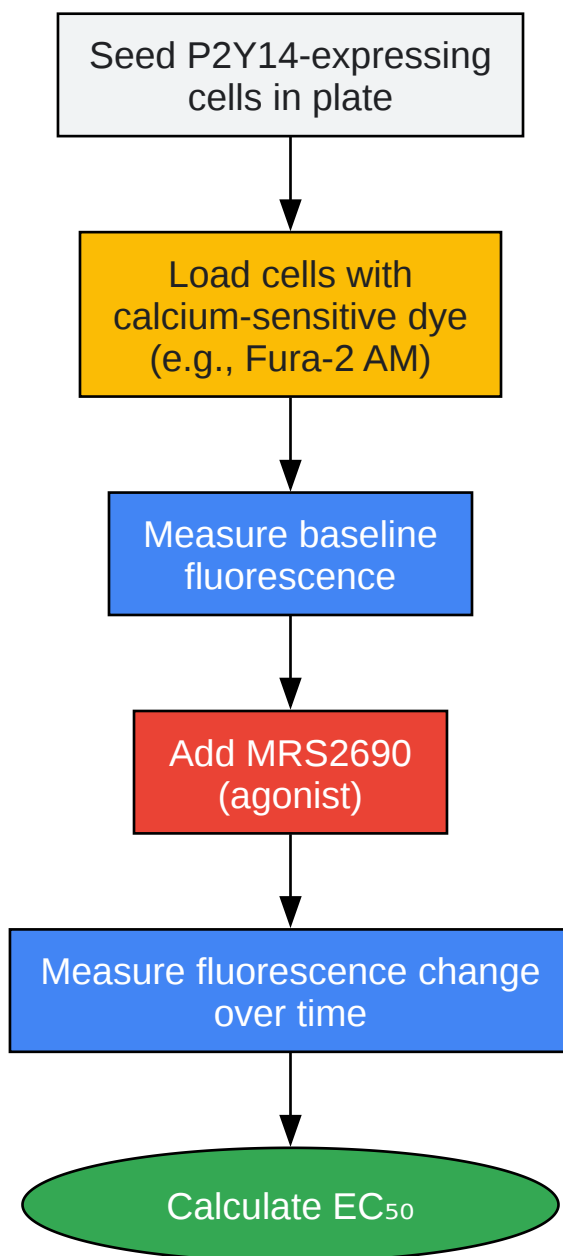 Seed P2Y14-expressing
cells in plate
Load cells with
calcium-sensitive dye
(e.g., Fura-2 AM)
Measure baseline
fluorescence
Add MRS2690
(agonist)
Measure fluorescence change
over time
Calculate EC₅₀